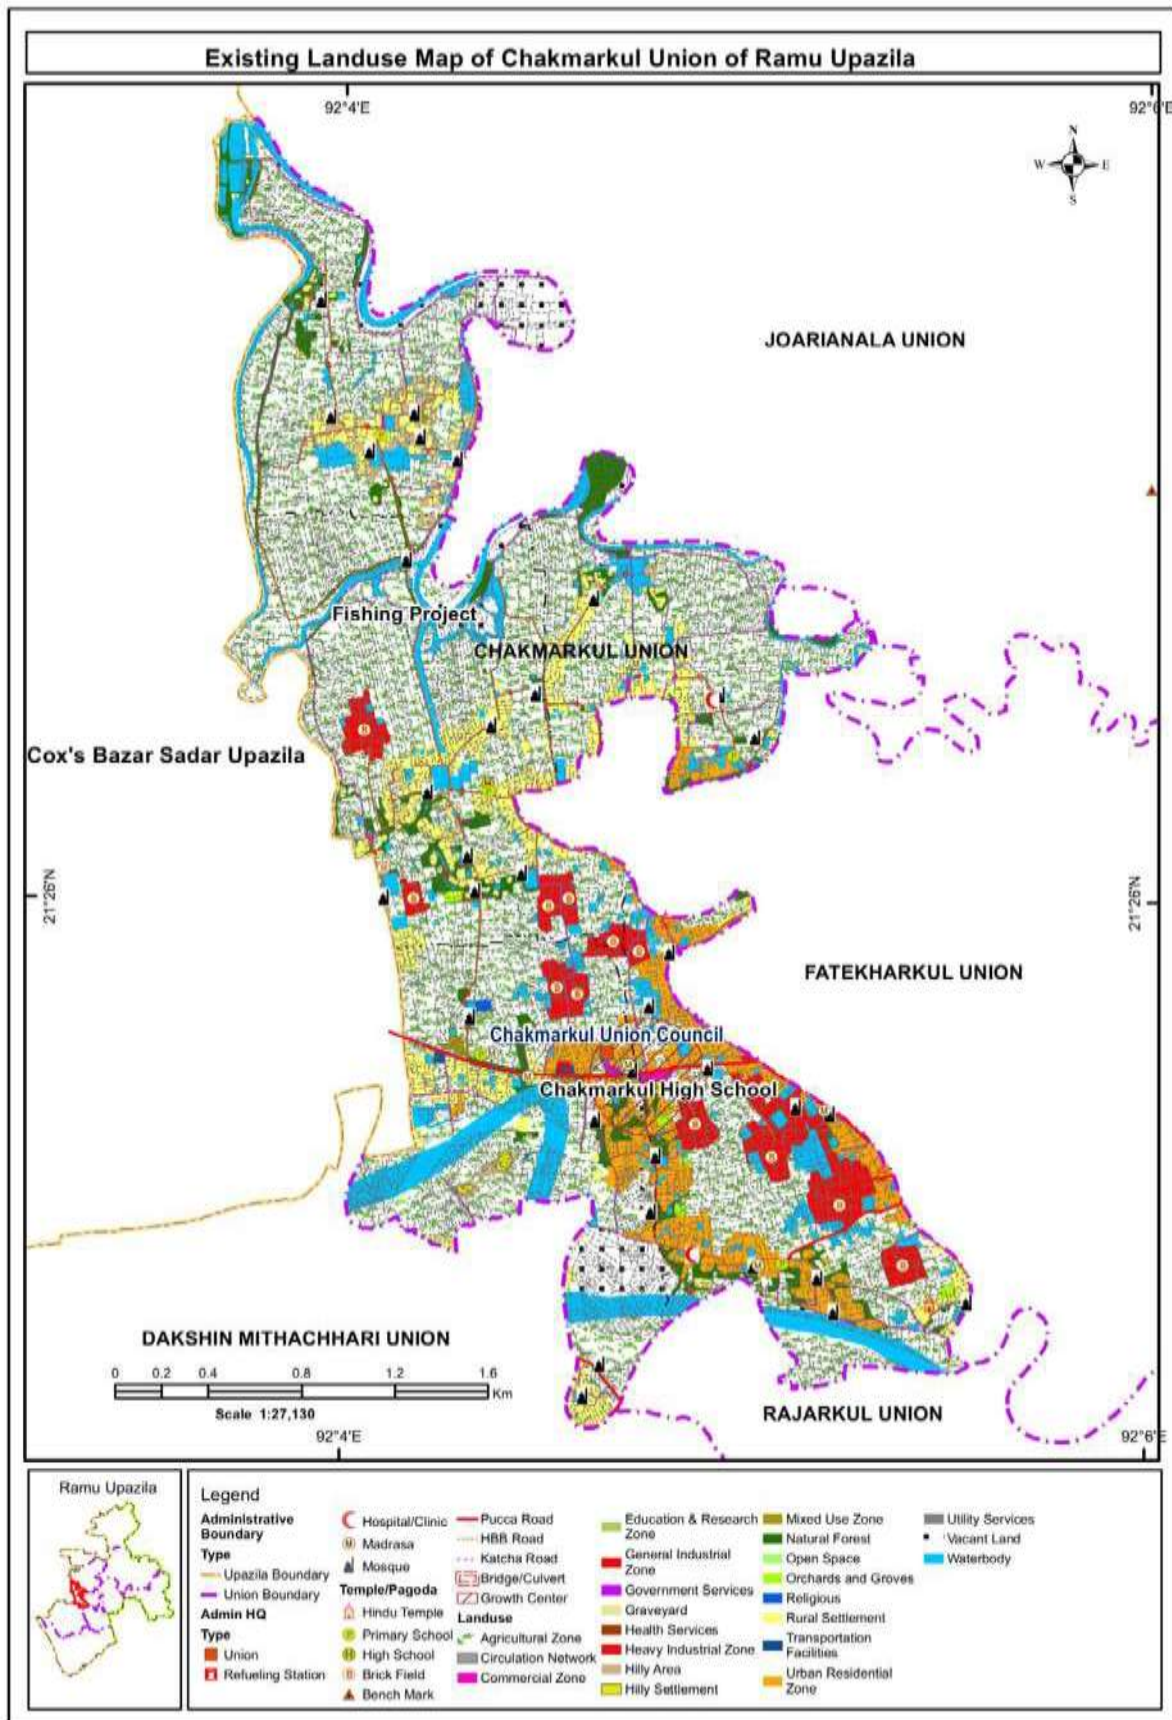 Existing Landuse Map of Chakmarkul Union of Ramu Upazila
92°4'E
92°6'E
N
W
E
S
JOARIANALA UNION
Fishing Project
CHAKMARKUL UNION
Cox's Bazar Sadar Upazila
21°26'N
21°26'N
FATEKHARKUL UNION
Chakmarkul Union Council
Chakmarkul High School
DAKSHIN MITHACHHARI UNION
0 0.2 0.4 0.8 1.2 1.6
Km
Scale 1:27,130
RAJARKUL UNION
92°4'E
92°6'E
Ramu Upazila
Legend
Administrative
Boundary
Type
Upazila Boundary
Union Boundary
Admin HQ
Type
Union
Refueling Station
Hospital/Clinic
Madrasa
Mosque
Temple/Pagoda
Hindu Temple
Primary School
High School
Brick Field
Bench Mark
Pucca Road
HBB Road
Katcha Road
Bridge/Culvert
Growth Center
Landuse
Agricultural Zone
Circulation Network
Commercial Zone
Education & Research
Zone
General Industrial
Zone
Government Services
Graveyard
Health Services
Heavy Industrial Zone
Hilly Area
Hilly Settlement
Mixed Use Zone
Natural Forest
Open Space
Orchards and Groves
Religious
Rural Settlement
Transportation
Facilities
Urban Residential
Zone
Utility Services
Vacant Land
Waterbody